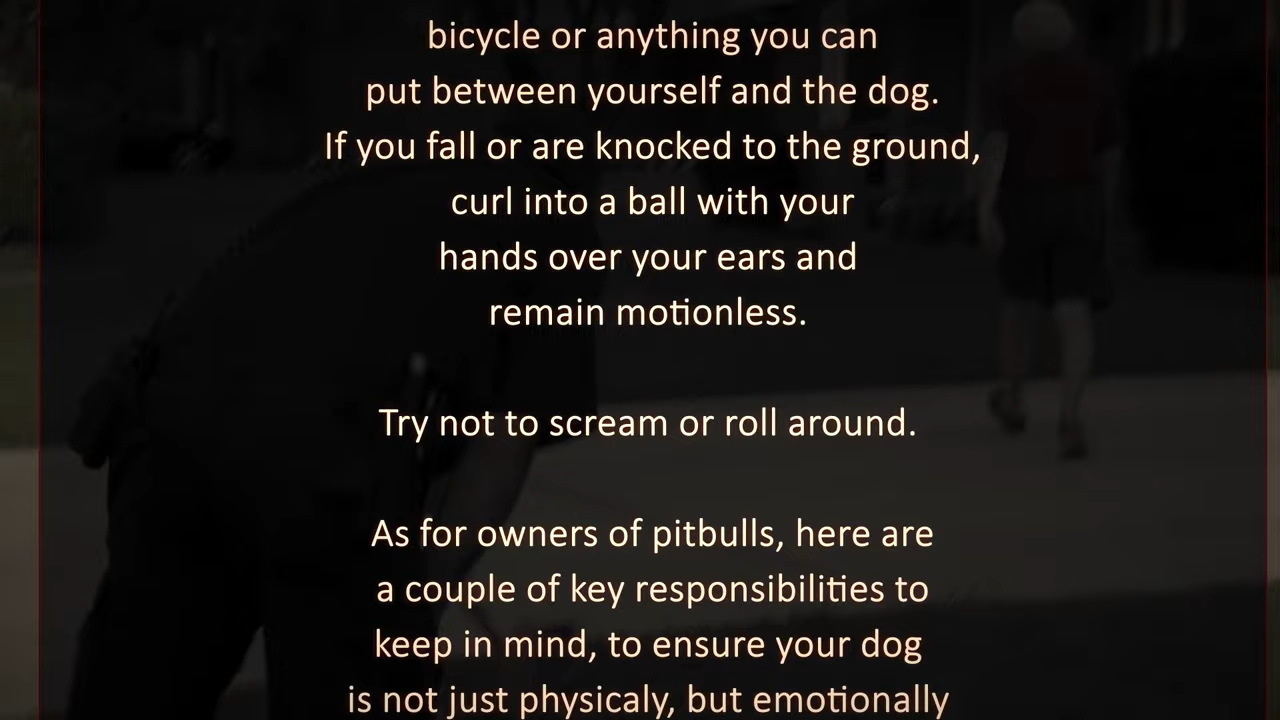 bicycle or anything you can
put between yourself and the dog.
If you fall or are knocked to the ground,
curl into a ball with your
hands over your ears and
remain motionless.
Try not to scream or roll around.
As for owners of pitbulls, here are
a couple of key responsibilities to
keep in mind, to ensure your dog
is not just physicaly, but emotionally